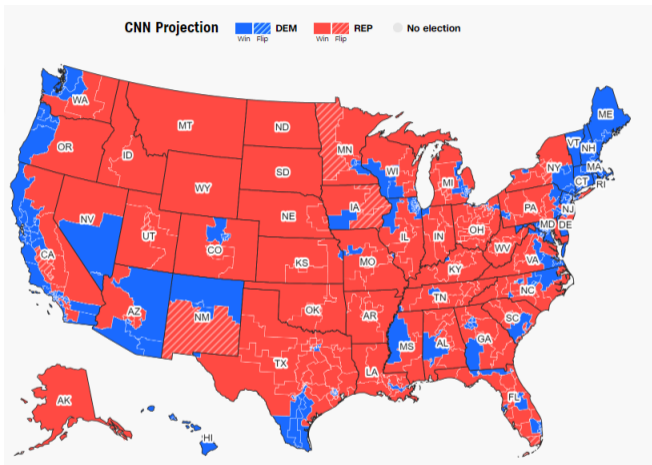 CNN Projection
DEM
REP
No election
Win Flip
Win Flip
WA
MT
ND
MN
ME
OR
ID
SD
WI
MI
VT
NH
NY
MA
CT
RI
WY
IA
PA
NJ
NV
UT
NE
IL
IN
OH
MD
DE
CO
WV
VA
CA
KS
MO
KY
NC
TN
AZ
NM
OK
AR
SC
MS
AL
GA
TX
LA
FL
AK
HI